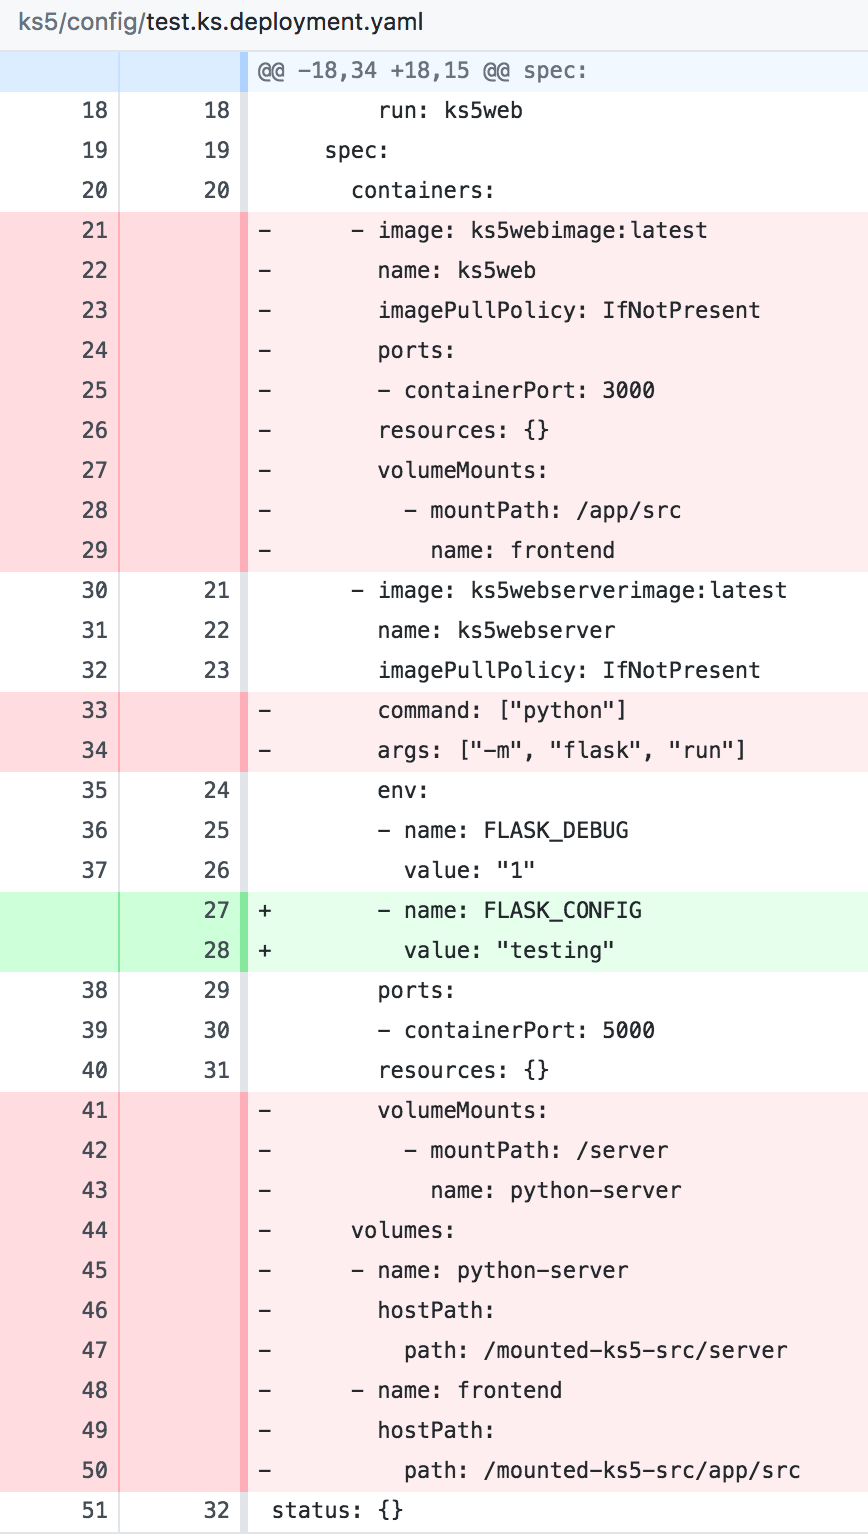 ks5/config/test.ks.deployment.yaml
@@ -18,34 +18,15 @@ spec:
18 18         run: ks5web
19 19     spec:
20 20       containers:
21 -       - image: ks5webimage:latest
22 -         name: ks5web
23 -         imagePullPolicy: IfNotPresent
24 -         ports:
25 -         - containerPort: 3000
26 -         resources: {}
27 -         volumeMounts:
28 -           - mountPath: /app/src
29 -             name: frontend
30 21       - image: ks5webserverimage:latest
31 22         name: ks5webserver
32 23         imagePullPolicy: IfNotPresent
33 -         command: ["python"]
34 -         args: ["-m", "flask", "run"]
35 24         env:
36 25         - name: FLASK_DEBUG
37 26           value: "1"
27 +         - name: FLASK_CONFIG
28 +           value: "testing"
38 29         ports:
39 30         - containerPort: 5000
40 31         resources: {}
41 -         volumeMounts:
42 -           - mountPath: /server
43 -             name: python-server
44 -       volumes:
45 -       - name: python-server
46 -         hostPath:
47 -           path: /mounted-ks5-src/server
48 -       - name: frontend
49 -         hostPath:
50 -           path: /mounted-ks5-src/app/src
51 32 status: {}